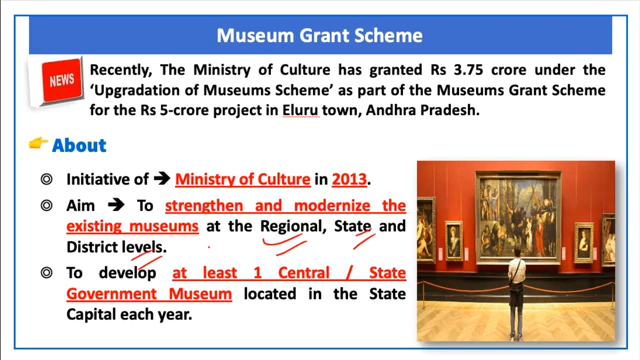 Museum Grant Scheme
NEWS
Recently, The Ministry of Culture has granted Rs 3.75 crore under the
‘Upgradation of Museums Scheme’ as part of the Museums Grant Scheme
for the Rs 5-crore project in Eluru town, Andhra Pradesh.
About
Initiative of ➔ Ministry of Culture in 2013.
Aim ➔ To strengthen and modernize the
existing museums at the Regional, State and
District levels.
To develop at least 1 Central / State
Government Museum located in the State
Capital each year.